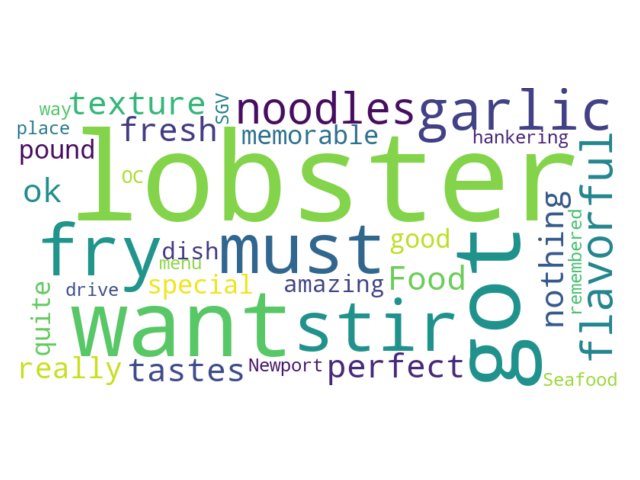 way
texture
SGV
noodles
garlic
place
fresh
memorable
hankering
pound
lobster
ok
OC
fry
dish
must
good
got
nothing
remembered
flavorful
menu
special
amazing
Food
quite
drive
want
stir
really
tastes
Newport
perfect
Seafood